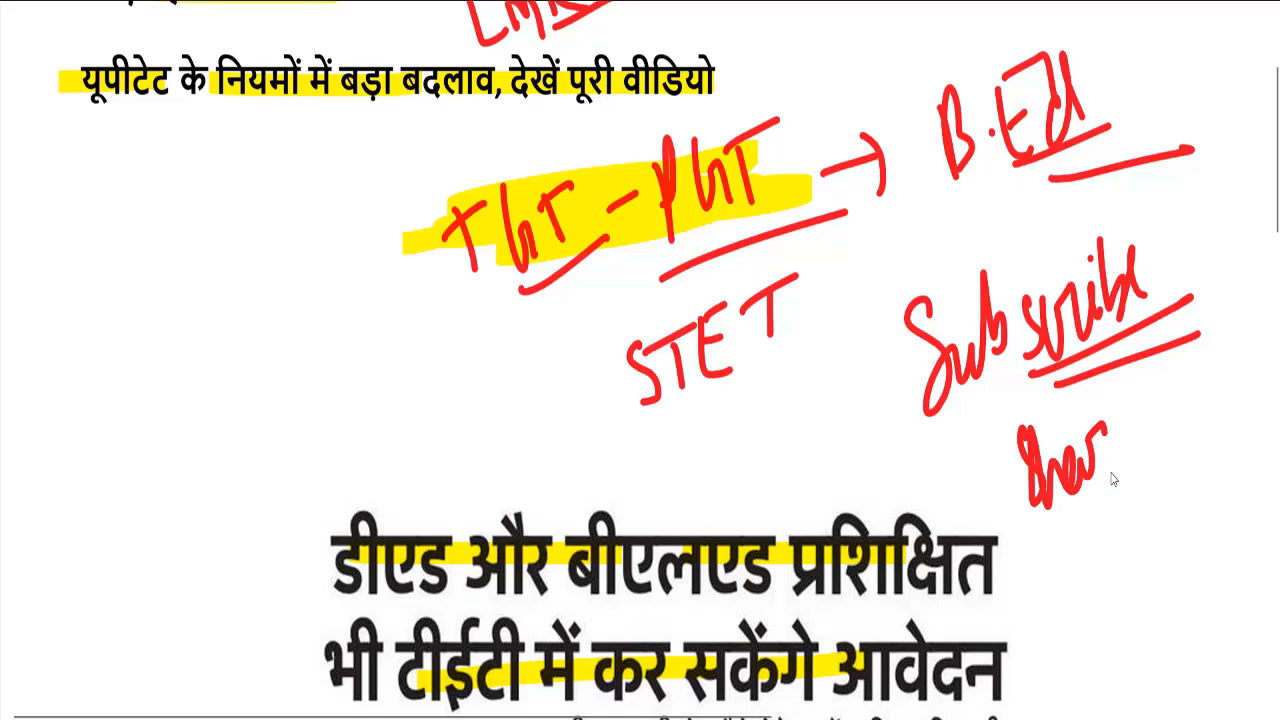 यूपीटेट के नियमों में बड़ा बदलाव, देखें पूरी वीडियो
TGT - PGT → B.Ed
STET
Subscribe
डीएड और बीएलएड प्रशिक्षित
भी टीईटी में कर सकेंगे आवेदन